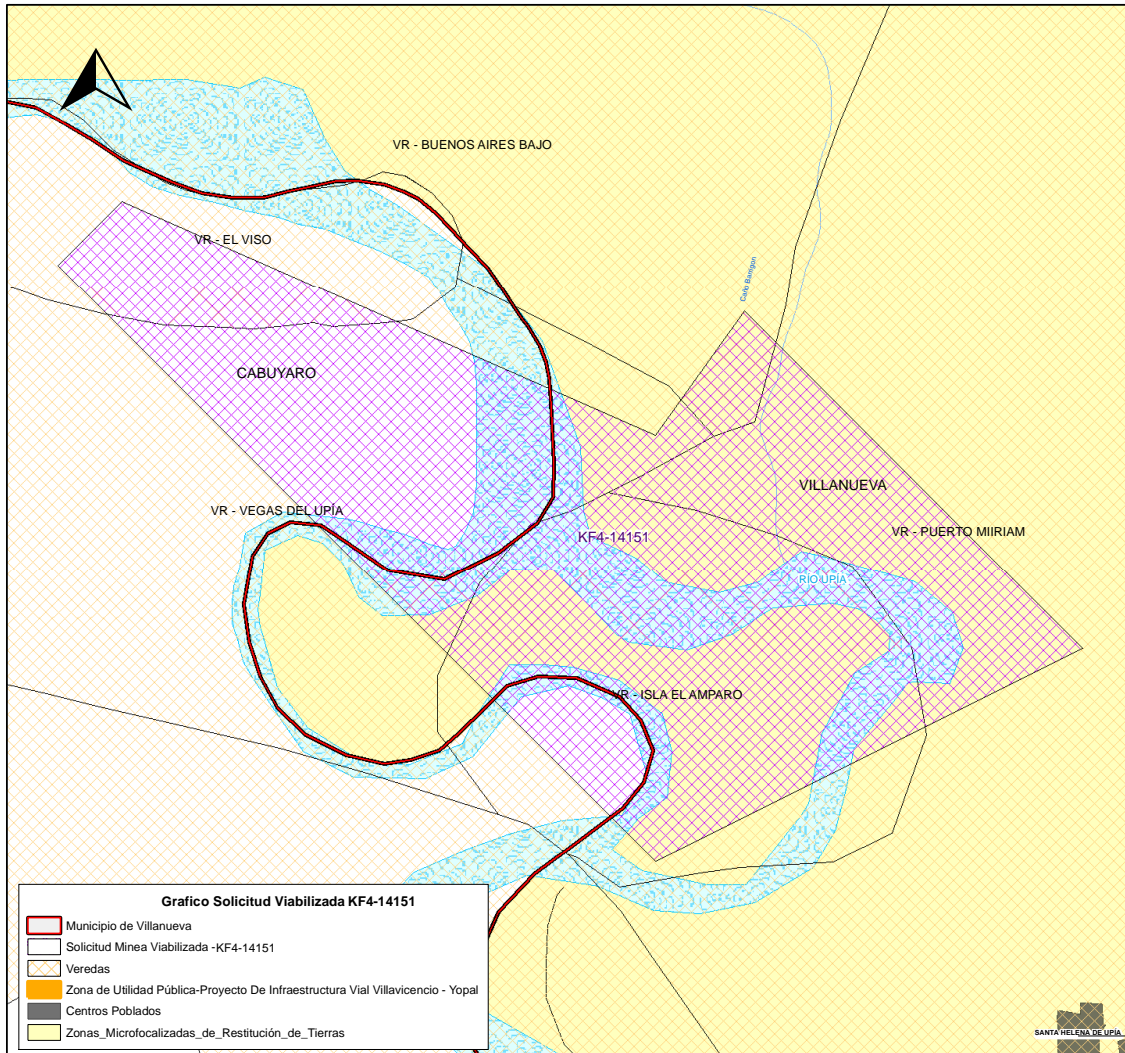 VR - BUENOS AIRES BAJO
VR - EL VISO
Caño Barrigon
CABUYARO
VILLANUEVA
VR - VEGAS DEL UPÍA
VR - PUERTO MIIRIAM
KF4-14151
RIO UPIA
VR - ISLA EL AMPARO
Grafico Solicitud Viabilizada KF4-14151
Municipio de Villanueva
Solicitud Minea Viabilizada -KF4-14151
Veredas
Zona de Utilidad Pública-Proyecto De Infraestructura Vial Villavicencio - Yopal
Centros Poblados
Zonas_Microfocalizadas_de_Restitución_de_Tierras
SANTA HELENA DE UPÍA